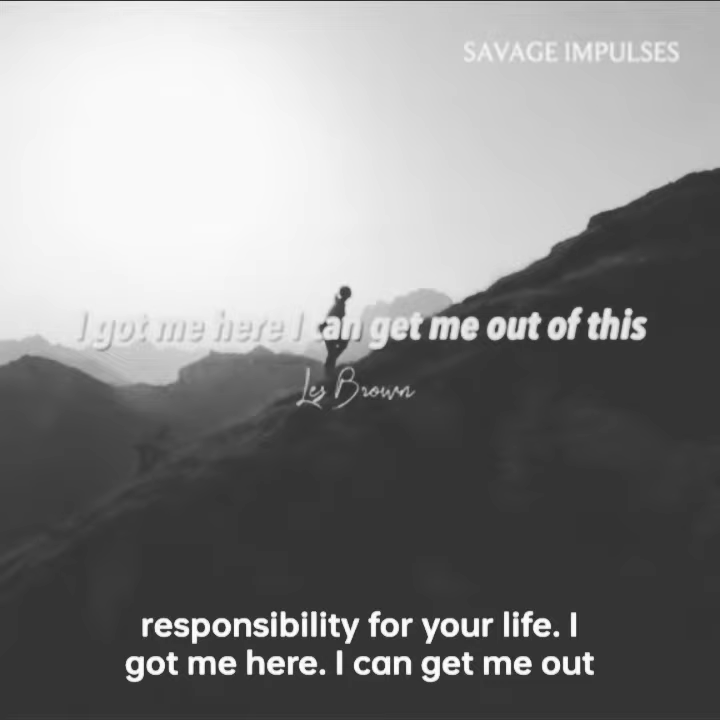 SAVAGE IMPULSES
I got me here I can get me out of this
Les Brown
responsibility for your life. I
got me here. I can get me out